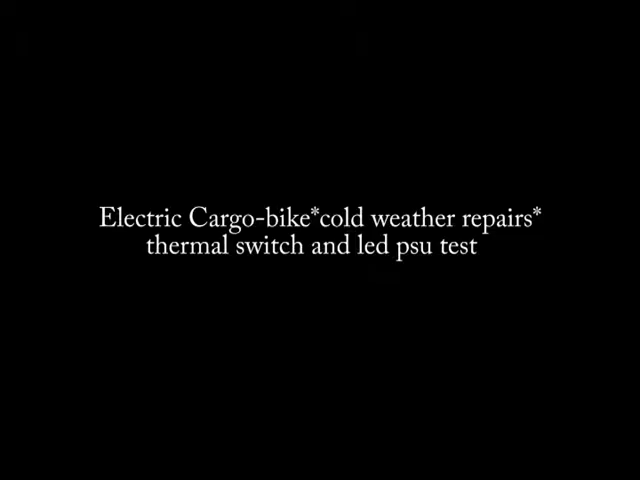 Electric Cargo-bike*cold weather repairs*
thermal switch and led psu test